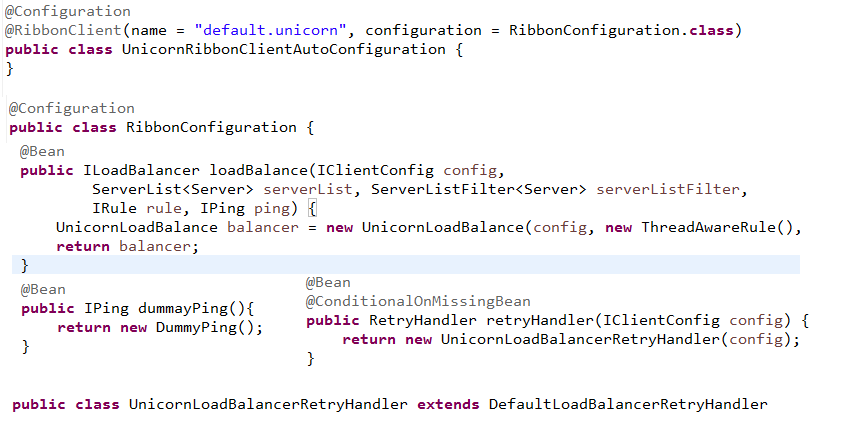 @Configuration
@RibbonClient(name = "default.unicorn", configuration = RibbonConfiguration.class)
public class UnicornRibbonClientAutoConfiguration {
}
@Configuration
public class RibbonConfiguration {
@Bean
public ILoadBalancer loadBalance(IClientConfig config,
ServerList<Server> serverList, ServerListFilter<Server> serverListFilter,
IRule rule, IPing ping) {
UnicornLoadBalance balancer = new UnicornLoadBalance(config, new ThreadAwareRule(),
return balancer;
}
@Bean
public IPing dummayPing(){
return new DummyPing();
}
@Bean
@ConditionalOnMissingBean
public RetryHandler retryHandler(IClientConfig config) {
return new UnicornLoadBalancerRetryHandler(config);
}
public class UnicornLoadBalancerRetryHandler extends DefaultLoadBalancerRetryHandler